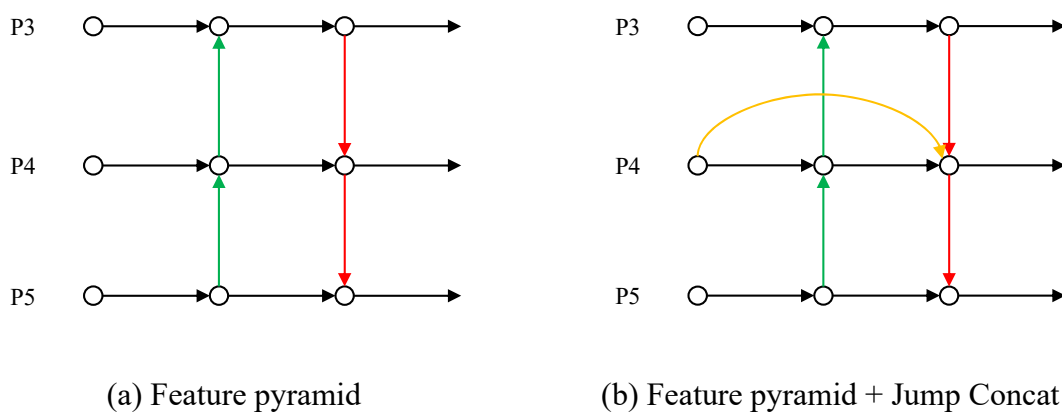 P3
P4
P5
(a) Feature pyramid
P3
P4
P5
(b) Feature pyramid + Jump Concat